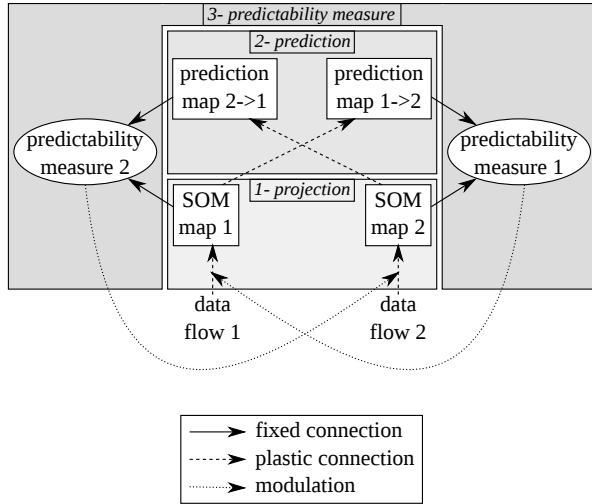 3- predictability measure
2- prediction
prediction
map 2->1
prediction
map 1->2
predictability
measure 2
predictability
measure 1
1- projection
SOM
map 1
SOM
map 2
data
flow 1
data
flow 2
fixed connection
plastic connection
modulation